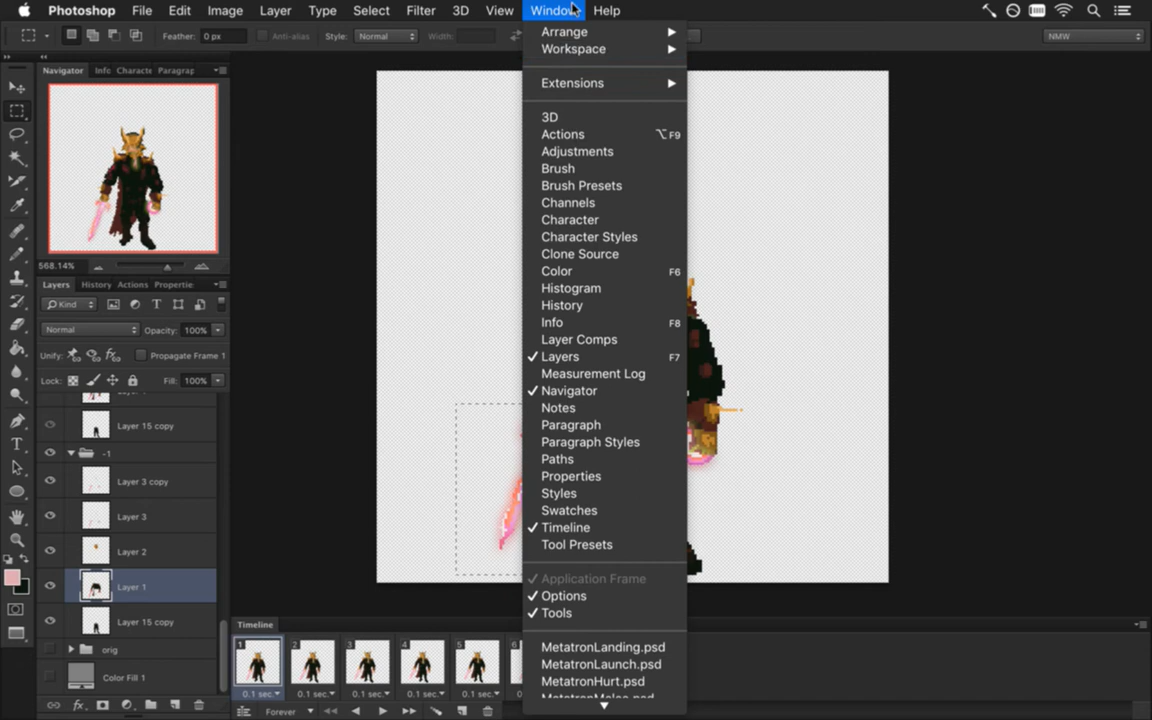 Photoshop File Edit Image Layer Type Select Filter 3D View Window Help
Feather: 0 px Anti-alias Style: Normal Width: NMW
Navigator Info Characte Paragrap
568.14%
Layers History Actions Propertie
Kind
Normal Opacity: 100%
Unify: Propagate Frame 1
Lock: Fill: 100%
Layer 15 copy
-1
Layer 3 copy
Layer 3
Layer 2
Layer 1
Layer 15 copy
orig
Color Fill 1
Arrange
Workspace
Extensions
3D
Actions ⌥F9
Adjustments
Brush
Brush Presets
Channels
Character
Character Styles
Clone Source
Color F6
Histogram
History
Info F8
Layer Comps
Layers F7
Measurement Log
Navigator
Notes
Paragraph
Paragraph Styles
Paths
Properties
Styles
Swatches
Timeline
Tool Presets
Application Frame
Options
Tools
MetatronLanding.psd
MetatronLaunch.psd
MetatronHurt.psd
Timeline
1 2 3 4 5 6
0.1 sec. 0.1 sec. 0.1 sec. 0.1 sec. 0.1 sec. 0.1
Forever